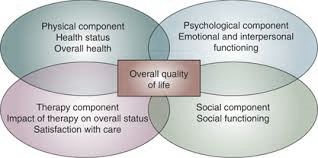 Physical component
Health status
Overall health
Psychological component
Emotional and interpersonal
functioning
Overall quality
of life
Therapy component
Impact of therapy on overall status
Satisfaction with care
Social component
Social functioning